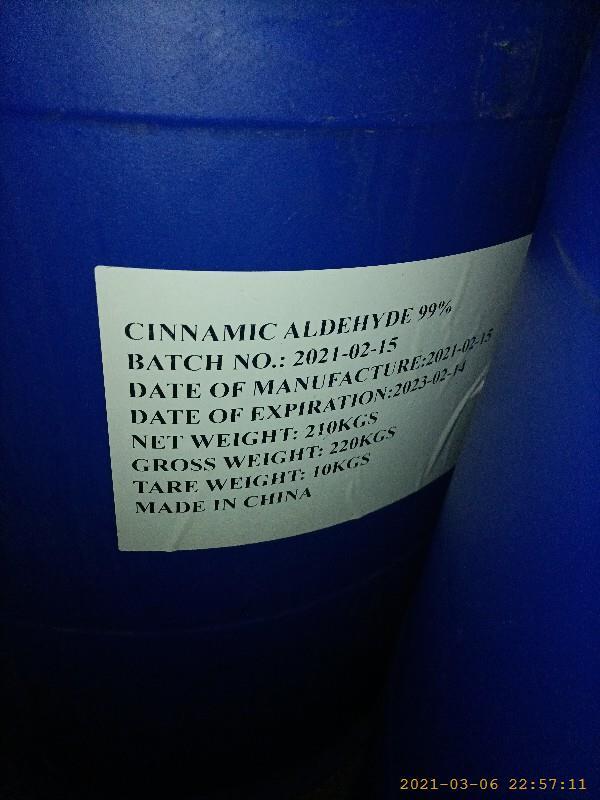 CINNAMIC ALDEHYDE 99%
BATCH NO.: 2021-02-15
DATE OF MANUFACTURE:2021-02-15
DATE OF EXPIRATION:2023-02-14
NET WEIGHT: 210KGS
GROSS WEIGHT: 220KGS
TARE WEIGHT: 10KGS
MADE IN CHINA
2021-03-06 22:57:11